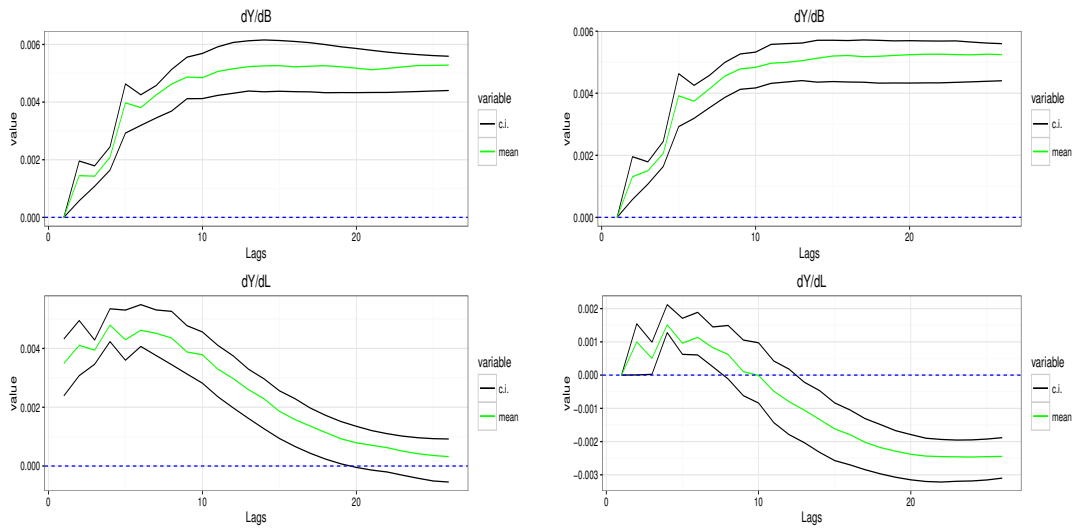 dY/dB
value
0.006
0.004
0.002
0.000
0
10
20
Lags
variable
c.i.
mean
dY/dB
value
0.006
0.004
0.002
0.000
0
10
20
Lags
variable
c.i.
mean
dY/dL
value
0.004
0.002
0.000
0
10
20
Lags
variable
c.i.
mean
dY/dL
value
0.002
0.001
0.000
−0.001
−0.002
−0.003
0
10
20
Lags
variable
c.i.
mean